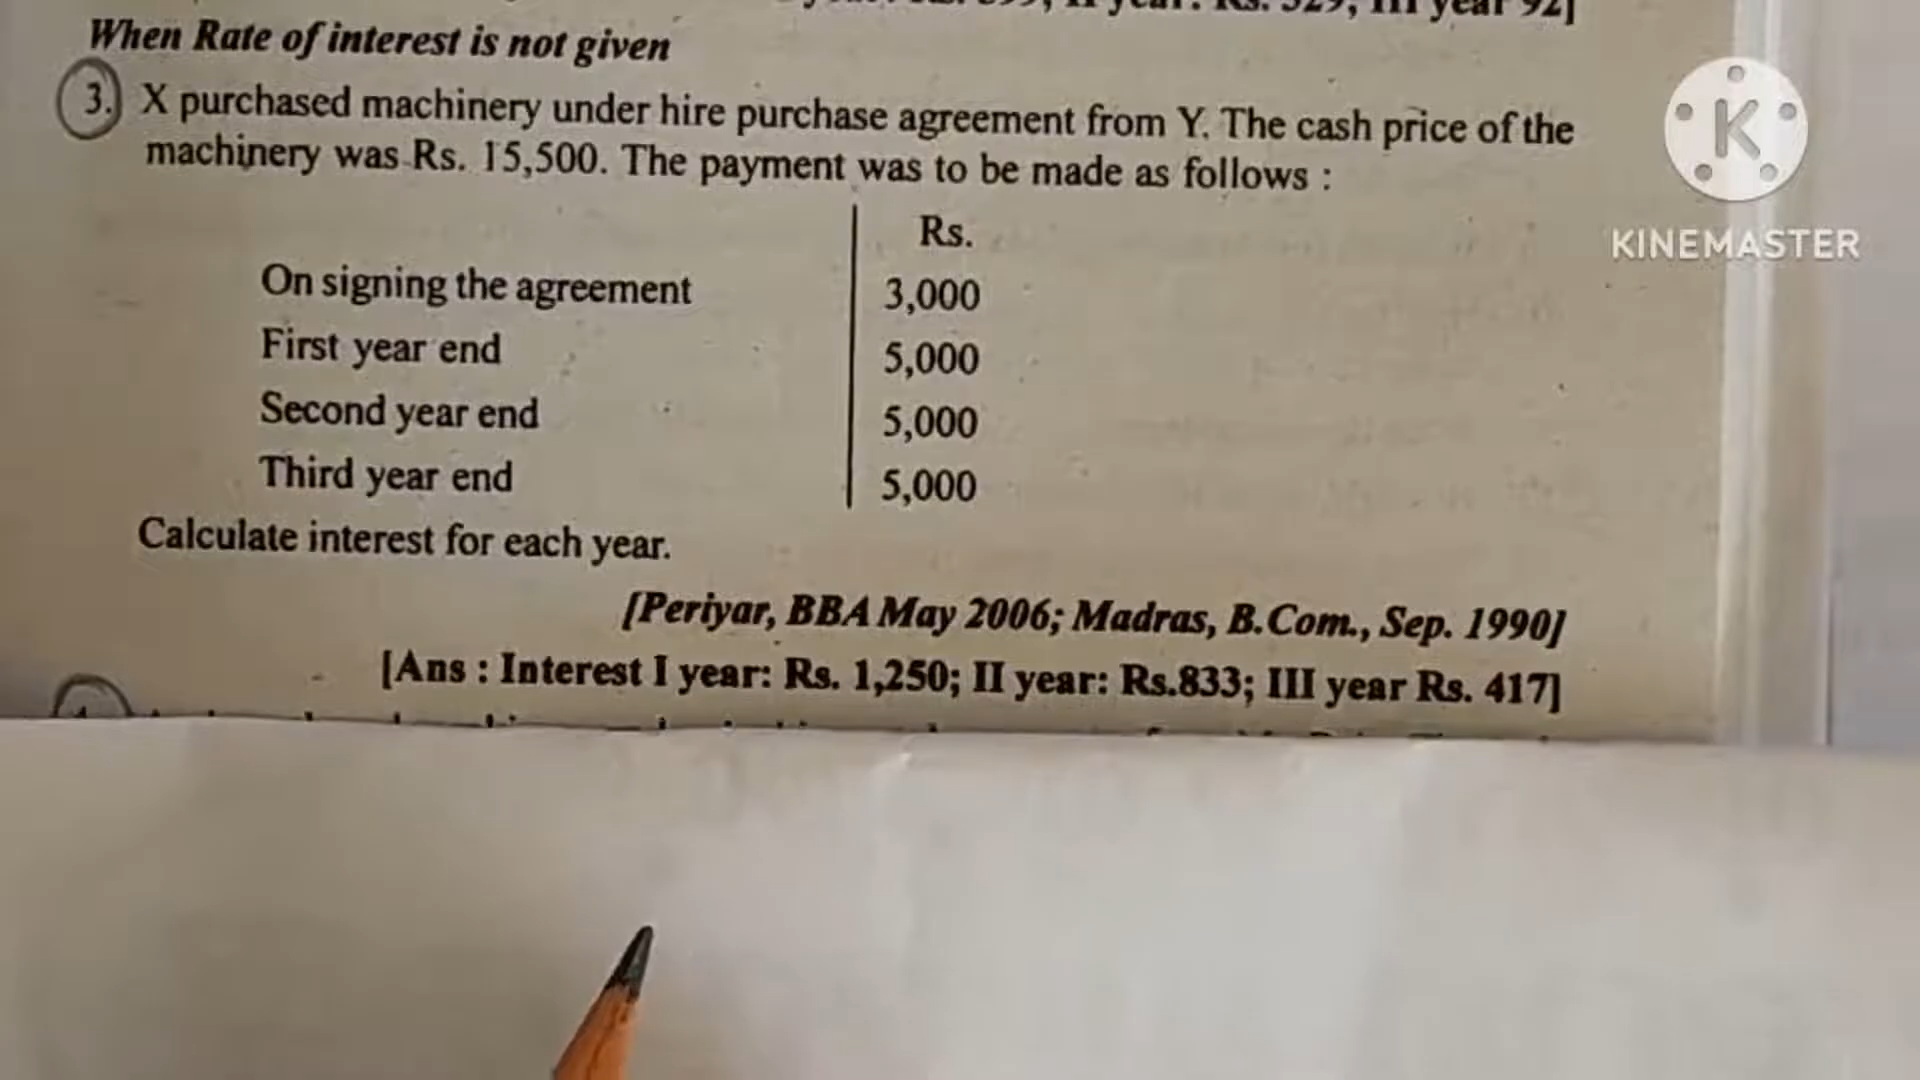 year 92]
When Rate of interest is not given
3. X purchased machinery under hire purchase agreement from Y. The cash price of the
machinery was Rs. 15,500. The payment was to be made as follows :
Rs.
On signing the agreement 3,000
First year end 5,000
Second year end 5,000
Third year end 5,000
Calculate interest for each year.
[Periyar, BBA May 2006; Madras, B.Com., Sep. 1990]
[Ans : Interest I year: Rs. 1,250; II year: Rs.833; III year Rs. 417]
K
KINEMASTER